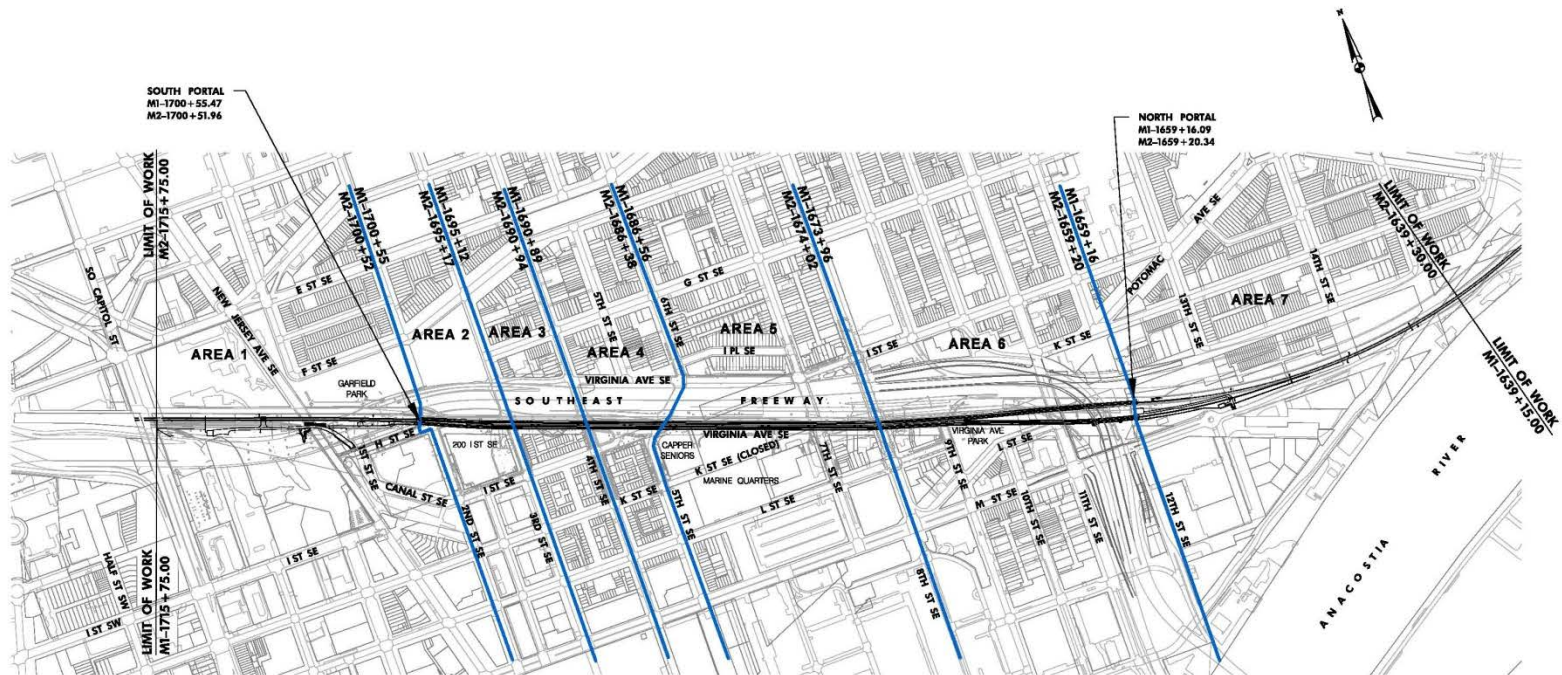 N
SOUTH PORTAL
M1-1700+55.47
M2-1700+51.96
NORTH PORTAL
M1-1659+16.09
M2-1659+20.34
LIMIT OF WORK
M2-1715+75.00
M1-1700+55
M2-1700+52
M1-1695+12
M2-1695+17
M1-1690+89
M2-1690+94
M1-1686+56
M2-1686+38
M1-1673+96
M2-1674+02
M1-1659+16
M2-1659+20
LIMIT OF WORK
M2-1639+30.00
LIMIT OF WORK
M1-1639+15.00
SO CAPITOL ST
NEW JERSEY AVE SE
E ST SE
F ST SE
G ST SE
5TH ST SE
6TH ST SE
I PL SE
I ST SE
K ST SE
POTOMAC AVE SE
13TH ST SE
14TH ST SE
AREA 1
AREA 2
AREA 3
AREA 4
AREA 5
AREA 6
AREA 7
GARFIELD
PARK
VIRGINIA AVE SE
SOUTHEAST FREEWAY
VIRGINIA AVE SE
H ST SE
200 I ST SE
1ST ST SE
CANAL ST SE
I ST SE
2ND ST SE
3RD ST SE
4TH ST SE
K ST SE
CAPPER
SENIORS
5TH ST SE
K ST SE (CLOSED)
MARINE QUARTERS
L ST SE
7TH ST SE
8TH ST SE
9TH ST SE
VIRGINIA AVE
PARK
L ST SE
M ST SE
10TH ST SE
11TH ST SE
12TH ST SE
I ST SE
HALF ST SW
I ST SW
LIMIT OF WORK
M1-1715+75.00
ANACOSTIA RIVER